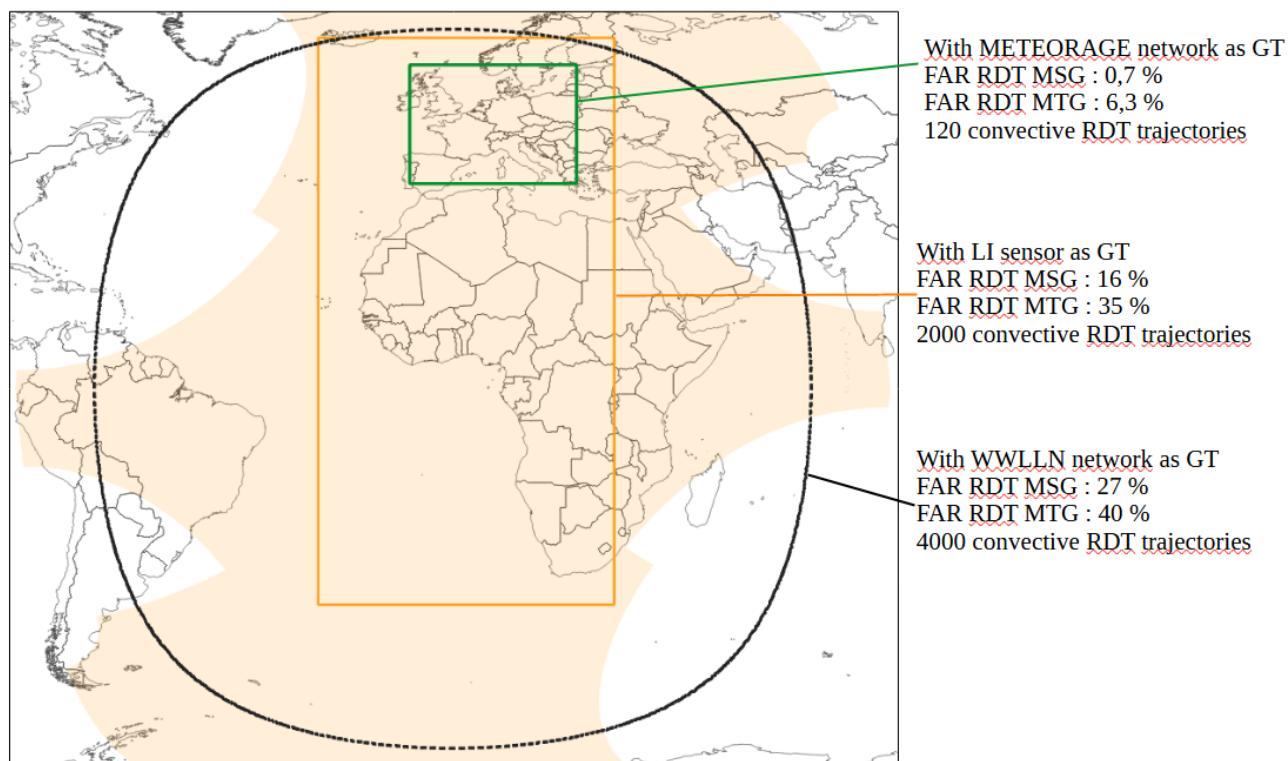 With METEORAGE network as GT
FAR RDT MSG : 0,7 %
FAR RDT MTG : 6,3 %
120 convective RDT trajectories
With LI sensor as GT
FAR RDT MSG : 16 %
FAR RDT MTG : 35 %
2000 convective RDT trajectories
With WWLLN network as GT
FAR RDT MSG : 27 %
FAR RDT MTG : 40 %
4000 convective RDT trajectories